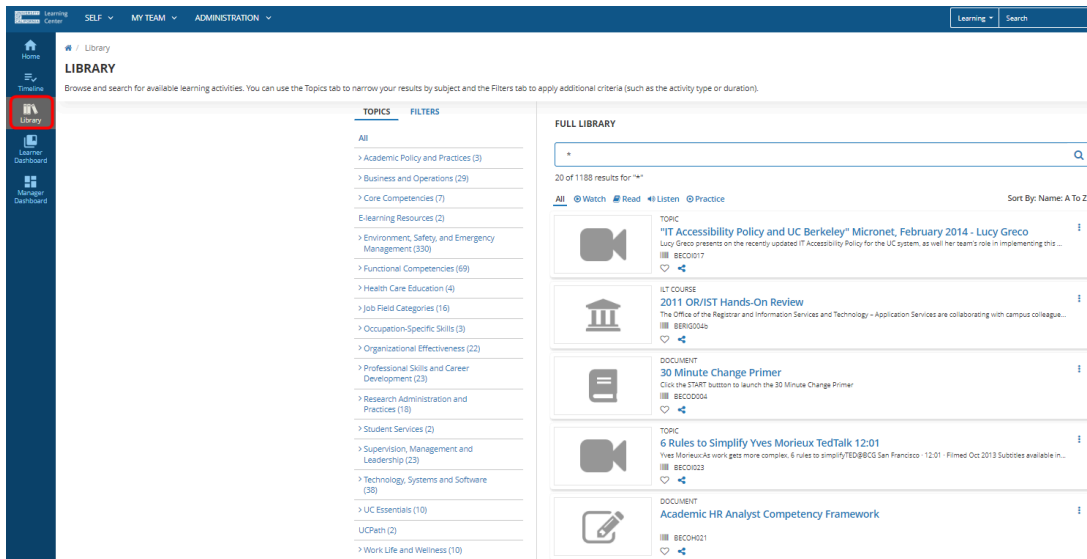 UNIVERSITY OF CALIFORNIA Learning Center
SELF
MY TEAM
ADMINISTRATION
Learning
Search
Home
Timeline
Library
Learner Dashboard
Manager Dashboard
/ Library
LIBRARY
Browse and search for available learning activities. You can use the Topics tab to narrow your results by subject and the Filters tab to apply additional criteria (such as the activity type or duration).
TOPICS FILTERS
All
> Academic Policy and Practices (3)
> Business and Operations (29)
> Core Competencies (7)
E-learning Resources (2)
> Environment, Safety, and Emergency
Management (330)
> Functional Competencies (69)
> Health Care Education (4)
> Job Field Categories (16)
> Occupation-Specific Skills (3)
> Organizational Effectiveness (22)
> Professional Skills and Career
Development (23)
> Research Administration and
Practices (18)
> Student Services (2)
> Supervision, Management and
Leadership (23)
> Technology, Systems and Software
(38)
> UC Essentials (10)
UCPath (2)
> Work Life and Wellness (10)
FULL LIBRARY
*
20 of 1188 results for "*"
All Watch Read Listen Practice
Sort By: Name: A To Z
TOPIC
"IT Accessibility Policy and UC Berkeley" Micronet, February 2014 - Lucy Greco
Lucy Greco presents on the recently updated IT Accessibility Policy for the UC system, as well her team's role in implementing this ...
BECOI017
ILT COURSE
2011 OR/IST Hands-On Review
The Office of the Registrar and Information Services and Technology – Application Services are collaborating with campus colleague...
BERIG004b
DOCUMENT
30 Minute Change Primer
Click the START buttton to launch the 30 Minute Change Primer
BECOD004
TOPIC
6 Rules to Simplify Yves Morieux TedTalk 12:01
Yves Morieux:As work gets more complex, 6 rules to simplifyTED@BCG San Francisco · 12:01 · Filmed Oct 2013 Subtitles available in...
BECOI023
DOCUMENT
Academic HR Analyst Competency Framework
BECOH021